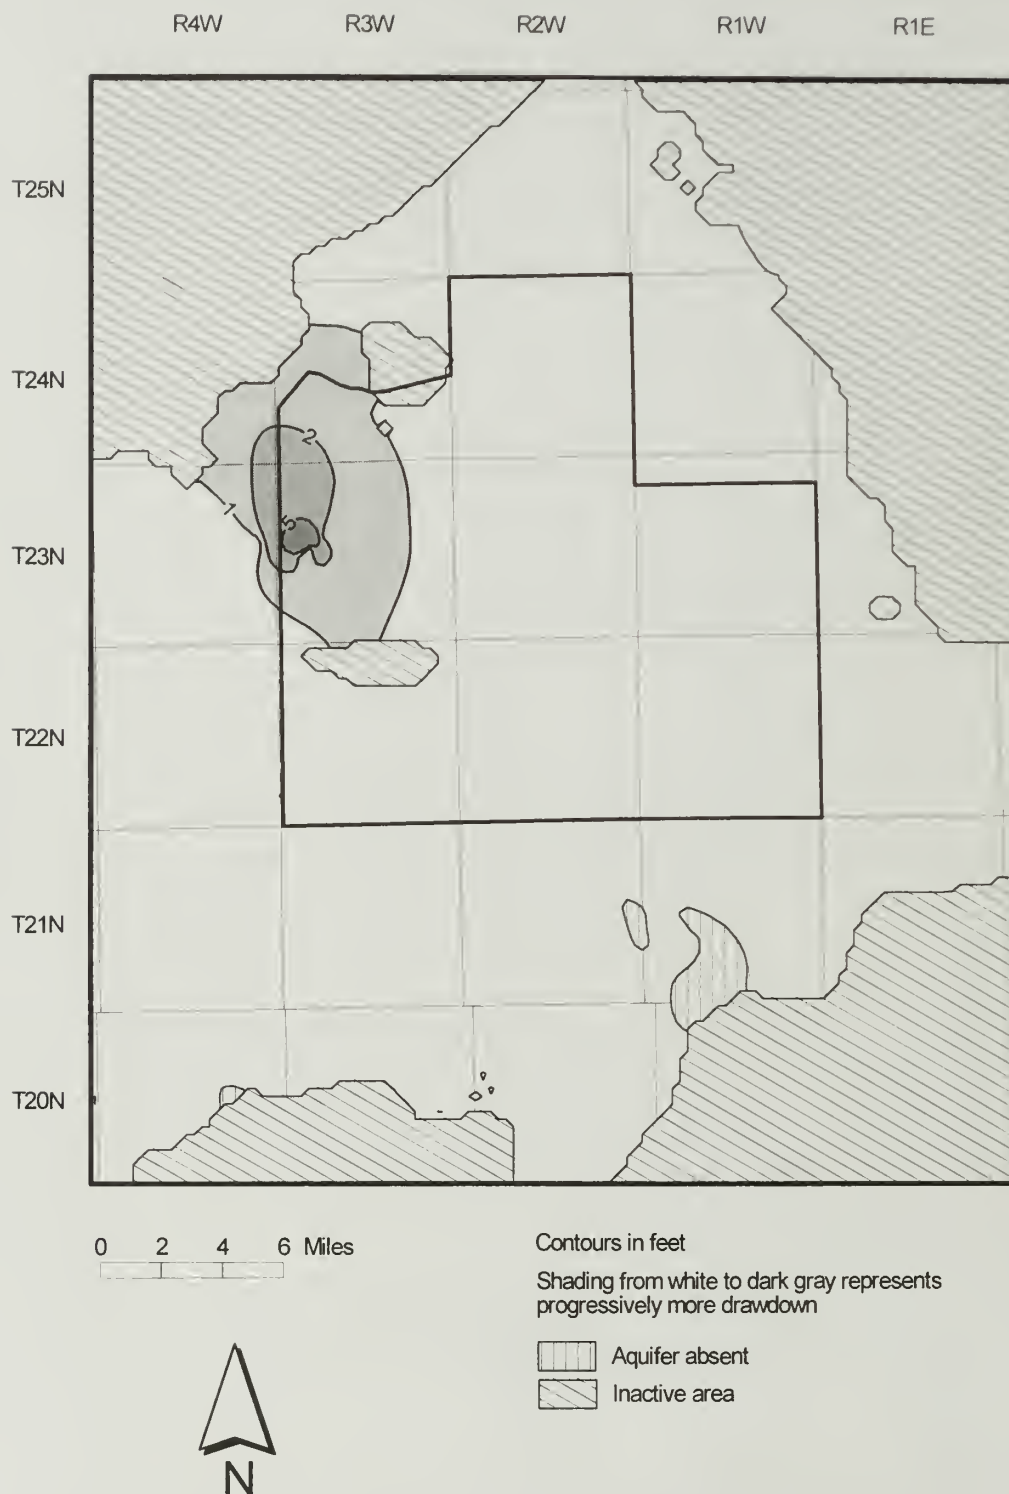 R4W R3W R2W R1W R1E
T25N
T24N
2
1
5
T23N
T22N
T21N
T20N
0 2 4 6 Miles
Contours in feet
Shading from white to dark gray represents
progressively more drawdown
Aquifer absent
Inactive area
N